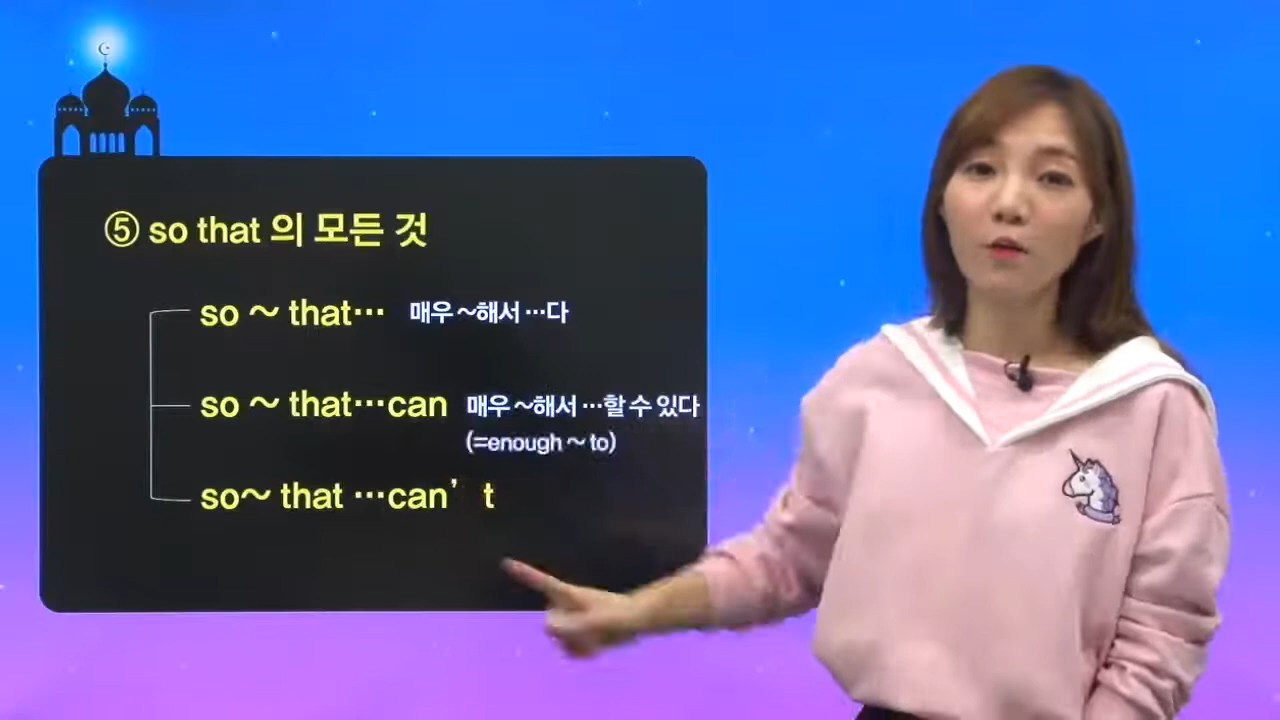 ⑤ so that 의 모든 것
so ~ that… 매우 ~해서 …다
so ~ that…can 매우 ~해서 …할 수 있다
(=enough ~ to)
so~ that …can’ t